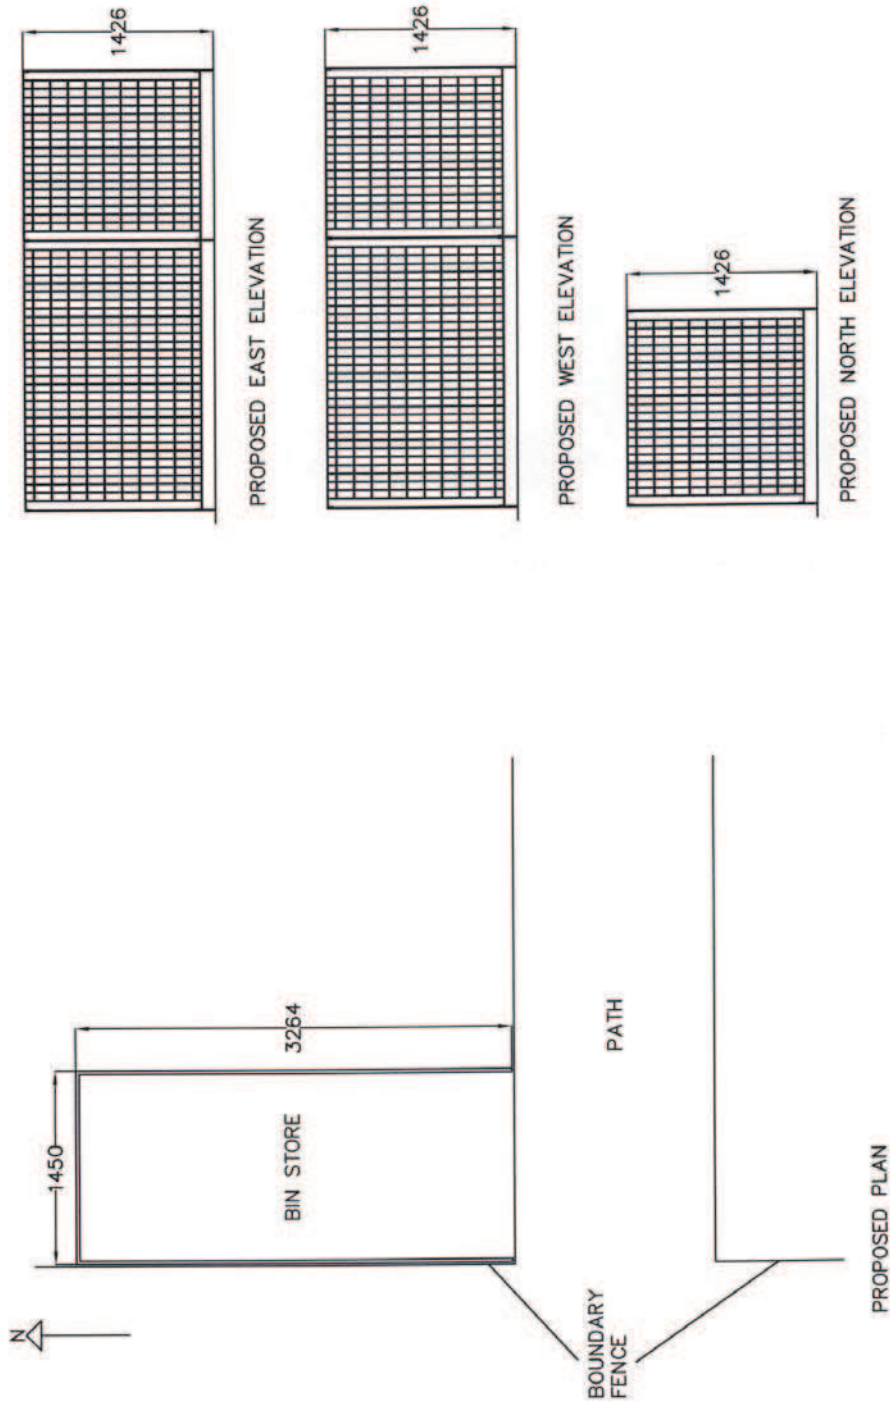 N
1450
3264
BIN STORE
PATH
BOUNDARY
FENCE
PROPOSED PLAN
1426
PROPOSED EAST ELEVATION
1426
PROPOSED WEST ELEVATION
1426
PROPOSED NORTH ELEVATION